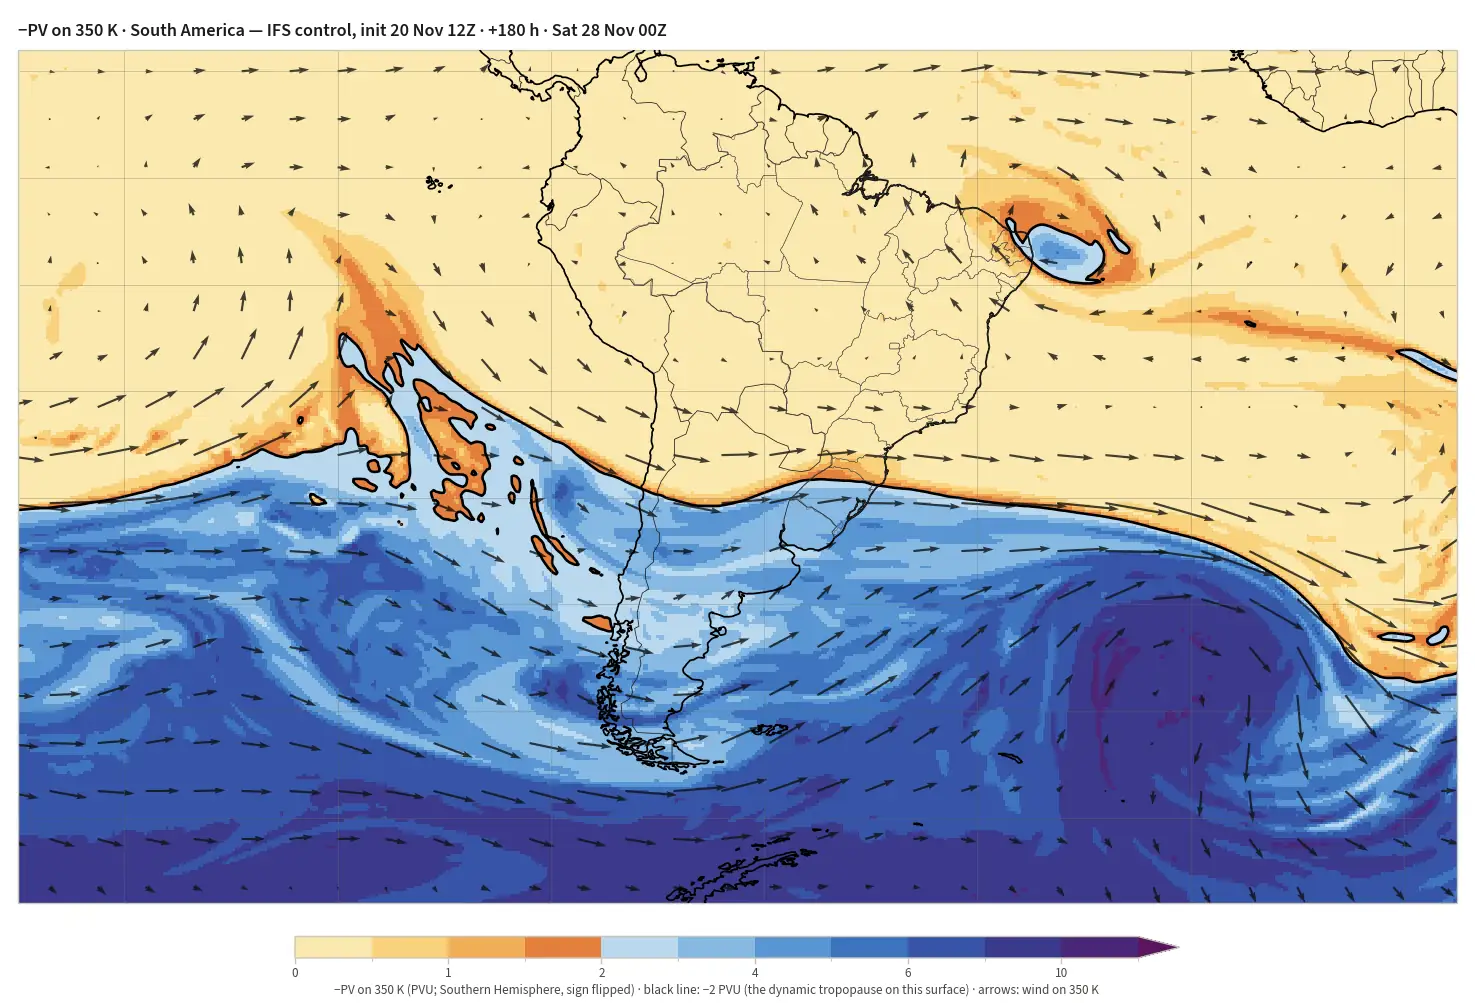 −PV on 350 K · South America — IFS control, init 20 Nov 12Z · +180 h · Sat 28 Nov 00Z
0 1 2 4 6 10
−PV on 350 K (PVU; Southern Hemisphere, sign flipped) · black line: −2 PVU (the dynamic tropopause on this surface) · arrows: wind on 350 K